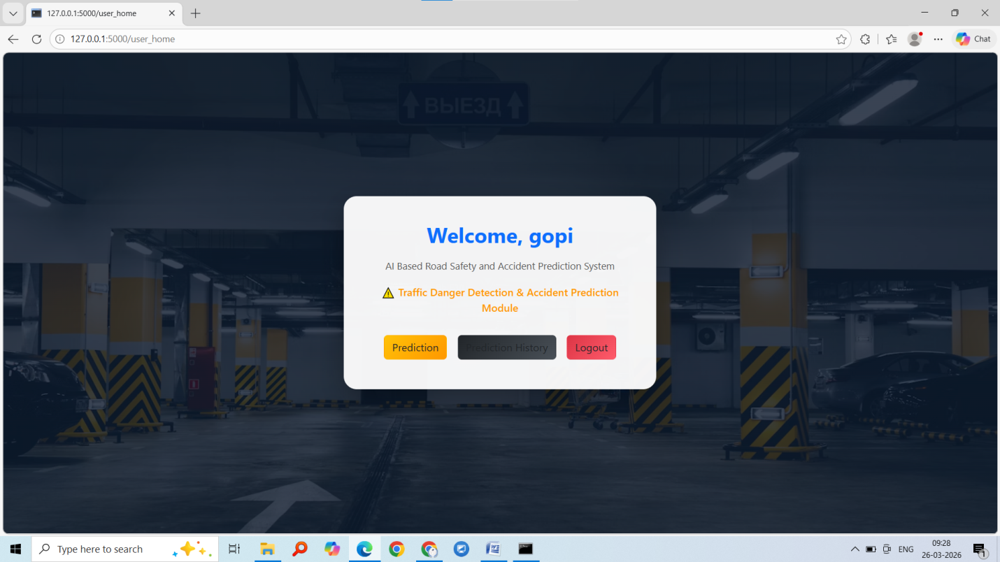 127.0.0.1:5000/user_home
127.0.0.1:5000/user_home
Chat
ВЫЕЗД
Welcome, gopi
AI Based Road Safety and Accident Prediction System
Traffic Danger Detection & Accident Prediction
Module
Prediction
Prediction History
Logout
Type here to search
ENG
09:28
26-03-2026
1